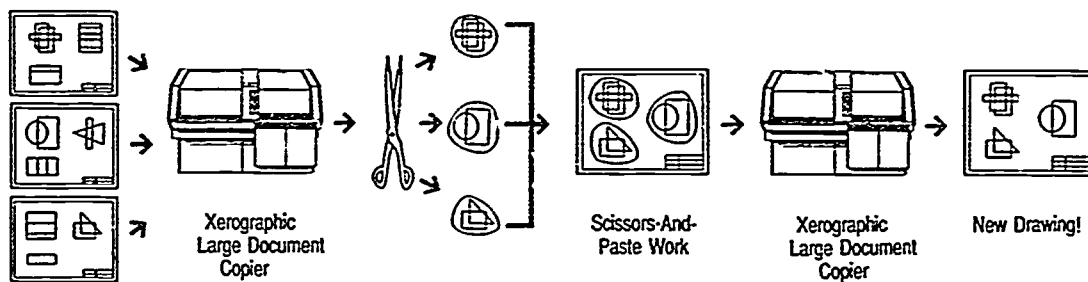 Xerographic
Large Document
Copier
Scissors-And-
Paste Work
Xerographic
Large Document
Copier
New Drawing!